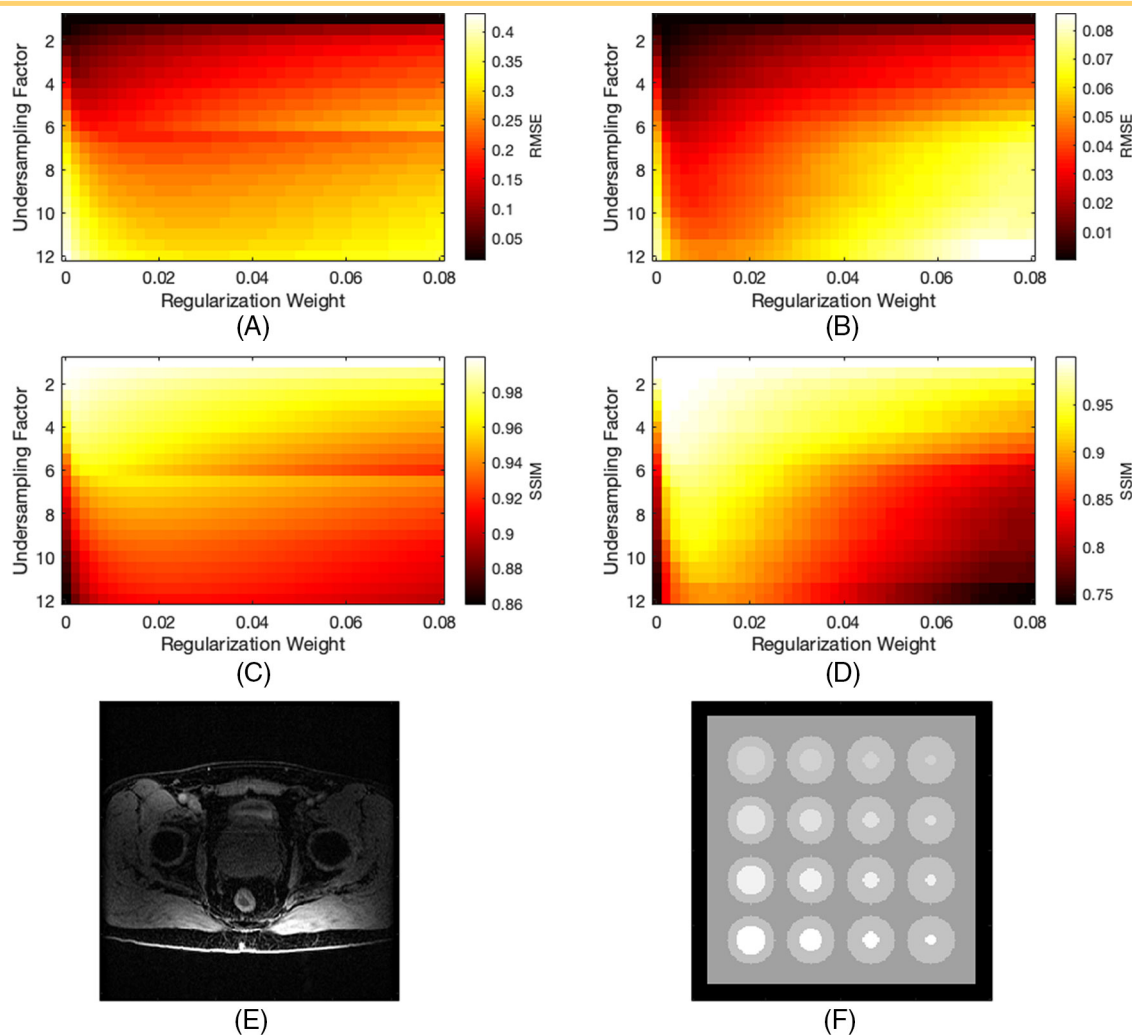 2
4
6
8
10
12
Undersampling Factor
0 0.02 0.04 0.06 0.08
Regularization Weight
0.4
0.35
0.3
0.25
0.2
0.15
0.1
0.05
RMSE
(A)
2
4
6
8
10
12
Undersampling Factor
0 0.02 0.04 0.06 0.08
Regularization Weight
0.08
0.07
0.06
0.05
0.04
0.03
0.02
0.01
RMSE
(B)
2
4
6
8
10
12
Undersampling Factor
0 0.02 0.04 0.06 0.08
Regularization Weight
0.98
0.96
0.94
0.92
0.9
0.88
0.86
SSIM
(C)
2
4
6
8
10
12
Undersampling Factor
0 0.02 0.04 0.06 0.08
Regularization Weight
0.95
0.9
0.85
0.8
0.75
SSIM
(D)
(E)
(F)